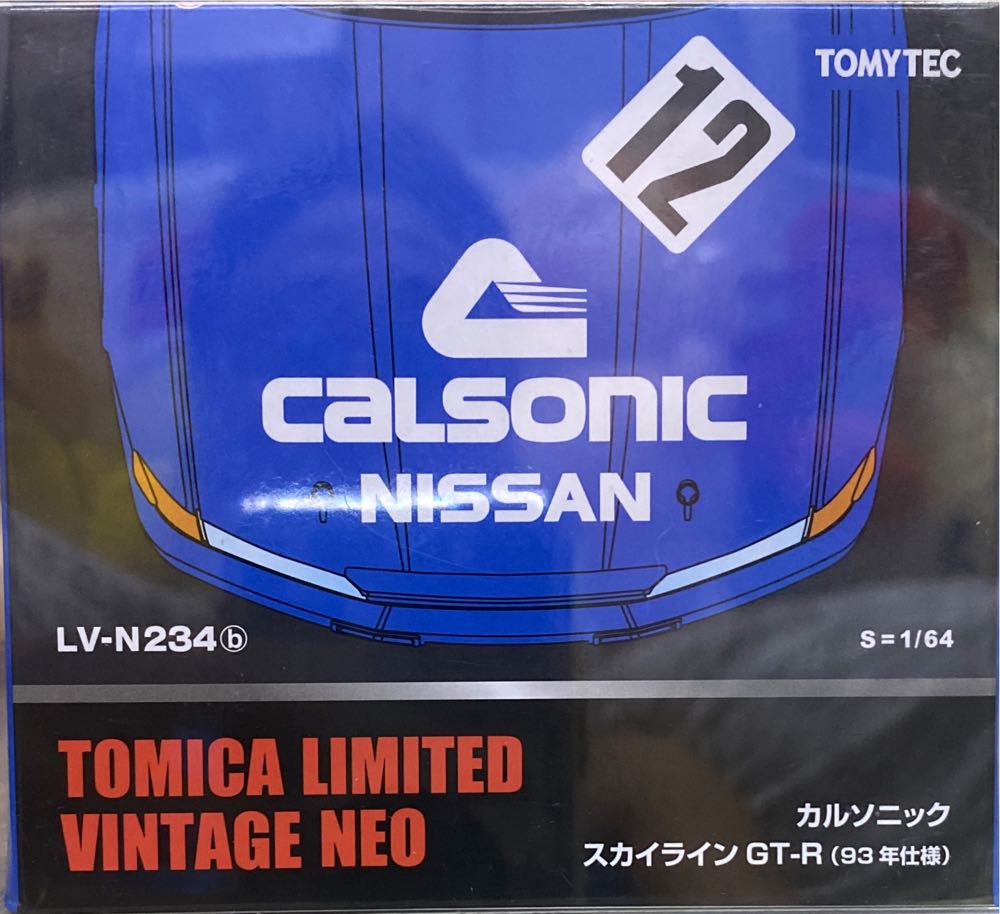 TOMYTEC
12
CALSONIC
NISSAN
LV-N234ⓑ
S=1/64
TOMICA LIMITED
VINTAGE NEO
カルソニック
スカイライン GT-R (93年仕様)